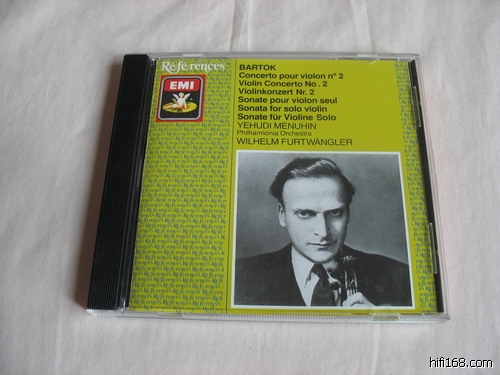 Références
EMI
BARTOK
Concerto pour violon n° 2
Violin Concerto No. 2
Violinkonzert Nr. 2
Sonate pour violon seul
Sonata for solo violin
Sonate für Violine Solo
YEHUDI MENUHIN
Philharmonia Orchestra
WILHELM FURTWÄNGLER
hifi168.com